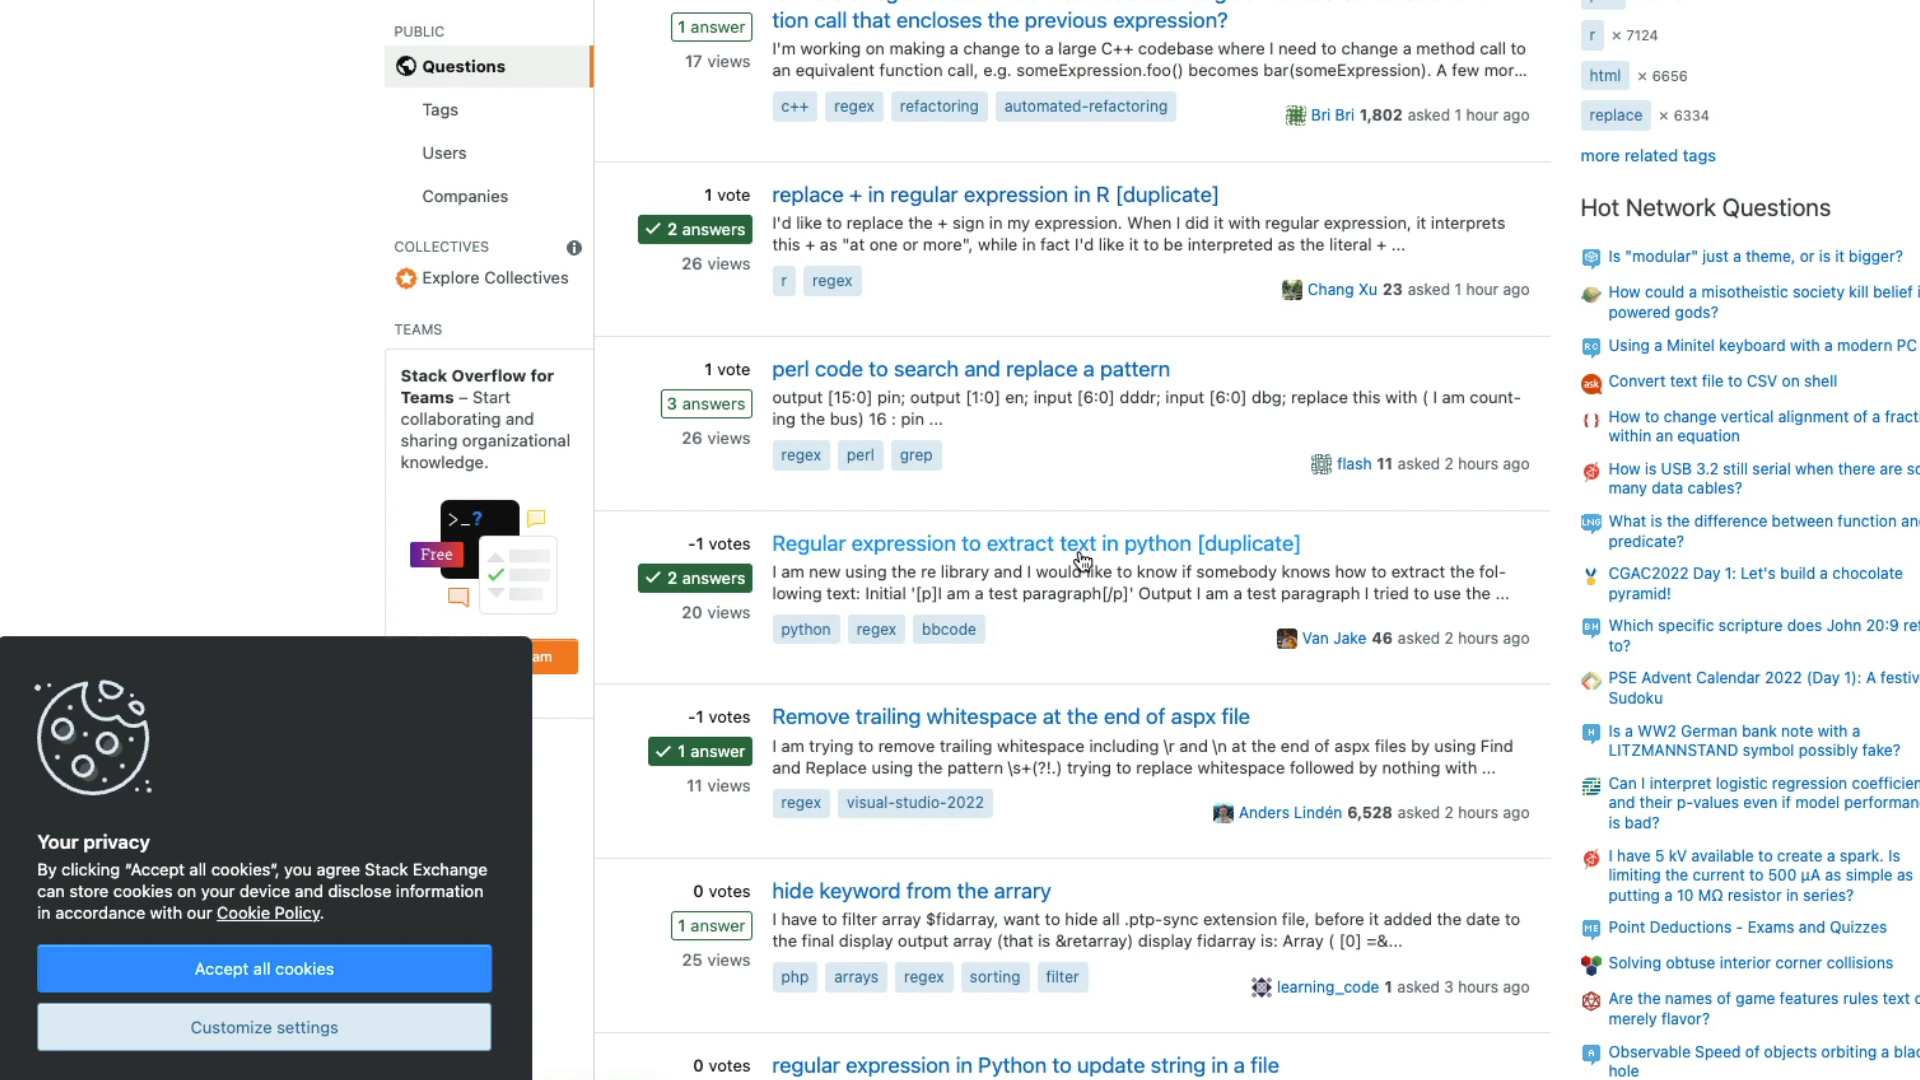 PUBLIC
Questions
Tags
Users
Companies
COLLECTIVES
Explore Collectives
TEAMS
Stack Overflow for
Teams – Start
collaborating and
sharing organizational
knowledge.
>_?
Free
am
Your privacy
By clicking “Accept all cookies”, you agree Stack Exchange
can store cookies on your device and disclose information
in accordance with our Cookie Policy.
Accept all cookies
Customize settings
tion call that encloses the previous expression?
1 answer
17 views
I'm working on making a change to a large C++ codebase where I need to change a method call to
an equivalent function call, e.g. someExpression.foo() becomes bar(someExpression). A few mor...
c++ regex refactoring automated-refactoring
Bri Bri 1,802 asked 1 hour ago
1 vote
2 answers
26 views
replace + in regular expression in R [duplicate]
I'd like to replace the + sign in my expression. When I did it with regular expression, it interprets
this + as "at one or more", while in fact I'd like it to be interpreted as the literal + ...
r regex
Chang Xu 23 asked 1 hour ago
1 vote
3 answers
26 views
perl code to search and replace a pattern
output [15:0] pin; output [1:0] en; input [6:0] dddr; input [6:0] dbg; replace this with ( I am count-
ing the bus) 16 : pin ...
regex perl grep
flash 11 asked 2 hours ago
-1 votes
2 answers
20 views
Regular expression to extract text in python [duplicate]
I am new using the re library and I would like to know if somebody knows how to extract the fol-
lowing text: Initial '[p]I am a test paragraph[/p]' Output I am a test paragraph I tried to use the ...
python regex bbcode
Van Jake 46 asked 2 hours ago
-1 votes
1 answer
11 views
Remove trailing whitespace at the end of aspx file
I am trying to remove trailing whitespace including \r and \n at the end of aspx files by using Find
and Replace using the pattern \s+(?!.) trying to replace whitespace followed by nothing with ...
regex visual-studio-2022
Anders Lindén 6,528 asked 2 hours ago
0 votes
1 answer
25 views
hide keyword from the arrary
I have to filter array $fidarray, want to hide all .ptp-sync extension file, before it added the date to
the final display output array (that is &retarray) display fidarray is: Array ( [0] =&...
php arrays regex sorting filter
learning_code 1 asked 3 hours ago
0 votes
regular expression in Python to update string in a file
r × 7124
html × 6656
replace × 6334
more related tags
Hot Network Questions
Is "modular" just a theme, or is it bigger?
How could a misotheistic society kill belief
powered gods?
Using a Minitel keyboard with a modern PC
Convert text file to CSV on shell
How to change vertical alignment of a fracti
within an equation
How is USB 3.2 still serial when there are so
many data cables?
What is the difference between function an
predicate?
CGAC2022 Day 1: Let's build a chocolate
pyramid!
Which specific scripture does John 20:9 ref
to?
PSE Advent Calendar 2022 (Day 1): A festiv
Sudoku
Is a WW2 German bank note with a
LITZMANNSTAND symbol possibly fake?
Can I interpret logistic regression coefficien
and their p-values even if model performan
is bad?
I have 5 kV available to create a spark. Is
limiting the current to 500 µA as simple as
putting a 10 MΩ resistor in series?
Point Deductions - Exams and Quizzes
Solving obtuse interior corner collisions
Are the names of game features rules text o
merely flavor?
Observable Speed of objects orbiting a blac
hole